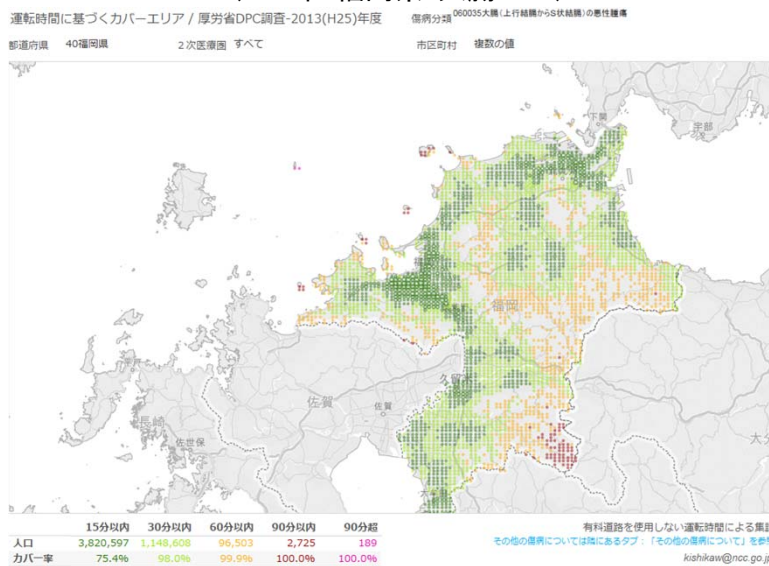 運転時間に基づくカバーエリア / 厚労省DPC調査-2013(H25)年度
傷病分類 060035大腸(上行結腸からS状結腸)の悪性腫瘍
都道府県 40福岡県 2次医療圏 すべて 市区町村 複数の値
下関
宇部
福岡
久留
佐賀
佐賀
長崎
佐世保
大分
15分以内 30分以内 60分以内 90分以内 90分超
人口 3,820,597 1,148,608 96,503 2,725 189
カバー率 75.4% 98.0% 99.9% 100.0% 100.0%
有料道路を使用しない運転時間による集計
その他の傷病については隣にあるタブ:「その他の傷病について」を参照
kishikaw@ncc.go.jp